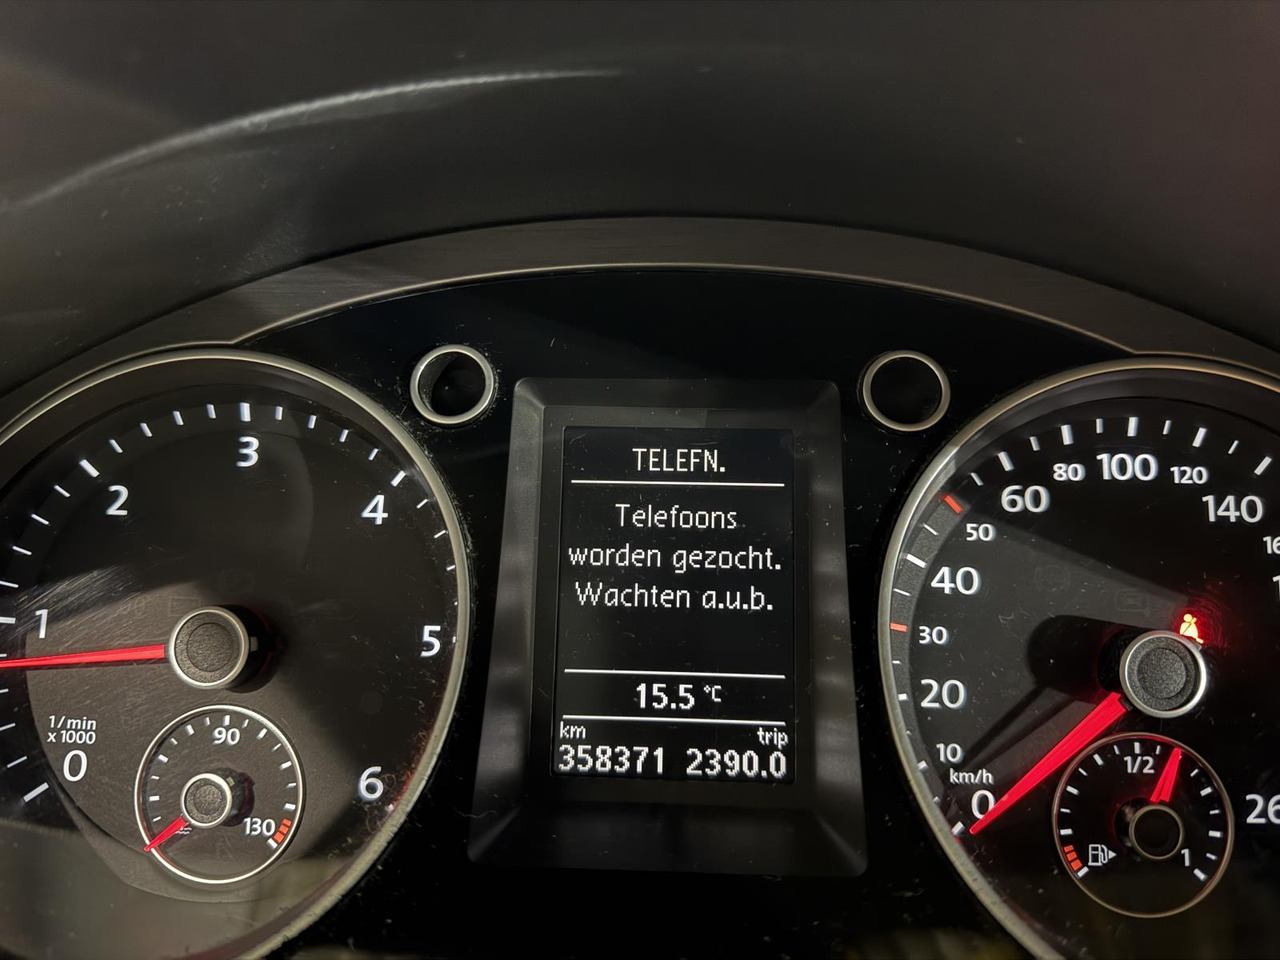 TELEFN.
Telefoons
worden gezocht.
Wachten a.u.b.
15.5 °C
km trip
358371 2390.0
0 1 2 3 4 5 6
1/min
x 1000
90
130
0 10 20 30 40 50 60 80 100 120 140
km/h
1/2
1